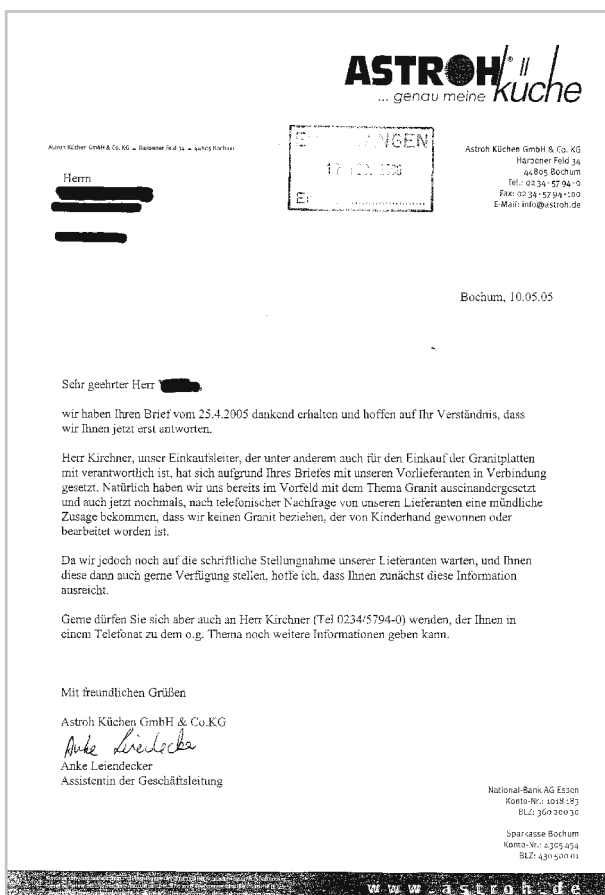 ASTROH® küche
... genau meine
Astroh Küchen GmbH & Co. KG Harpener Feld 34 44805 Bochum
Herrn
Astroh Küchen GmbH & Co. KG
Harpener Feld 34
44805 Bochum
Tel.: 02 34 - 57 94 - 0
Fax: 02 34 - 57 94 - 100
E-Mail: info@astroh.de
Bochum, 10.05.05
Sehr geehrter Herr
wir haben Ihren Brief vom 25.4.2005 dankend erhalten und hoffen auf Ihr Verständnis, dass
wir Ihnen jetzt erst antworten.
Herr Kirchner, unser Einkaufsleiter, der unter anderem auch für den Einkauf der Granitplatten
mit verantwortlich ist, hat sich aufgrund Ihres Briefes mit unseren Vorlieferanten in Verbindung
gesetzt. Natürlich haben wir uns bereits im Vorfeld mit dem Thema Granit auseinandergesetzt
und auch jetzt nochmals, nach telefonischer Nachfrage von unseren Lieferanten eine mündliche
Zusage bekommen, dass wir keinen Granit beziehen, der von Kinderhand gewonnen oder
bearbeitet worden ist.
Da wir jedoch noch auf die schriftliche Stellungnahme unserer Lieferanten warten, und Ihnen
diese dann auch gerne Verfügung stellen, hoffe ich, dass Ihnen zunächst diese Information
ausreicht.
Gerne dürfen Sie sich aber auch an Herr Kirchner (Tel 0234/5794-0) wenden, der Ihnen in
einem Telefonat zu dem o.g. Thema noch weitere Informationen geben kann.
Mit freundlichen Grüßen
Astroh Küchen GmbH & Co.KG
Anke Leiendecker
Anke Leiendecker
Assistentin der Geschäftsleitung
National-Bank AG Essen
Konto-Nr.: 1018 183
BLZ: 360 200 30
Sparkasse Bochum
Konto-Nr.: 4305 454
BLZ: 430 500 01
www.astroh.de